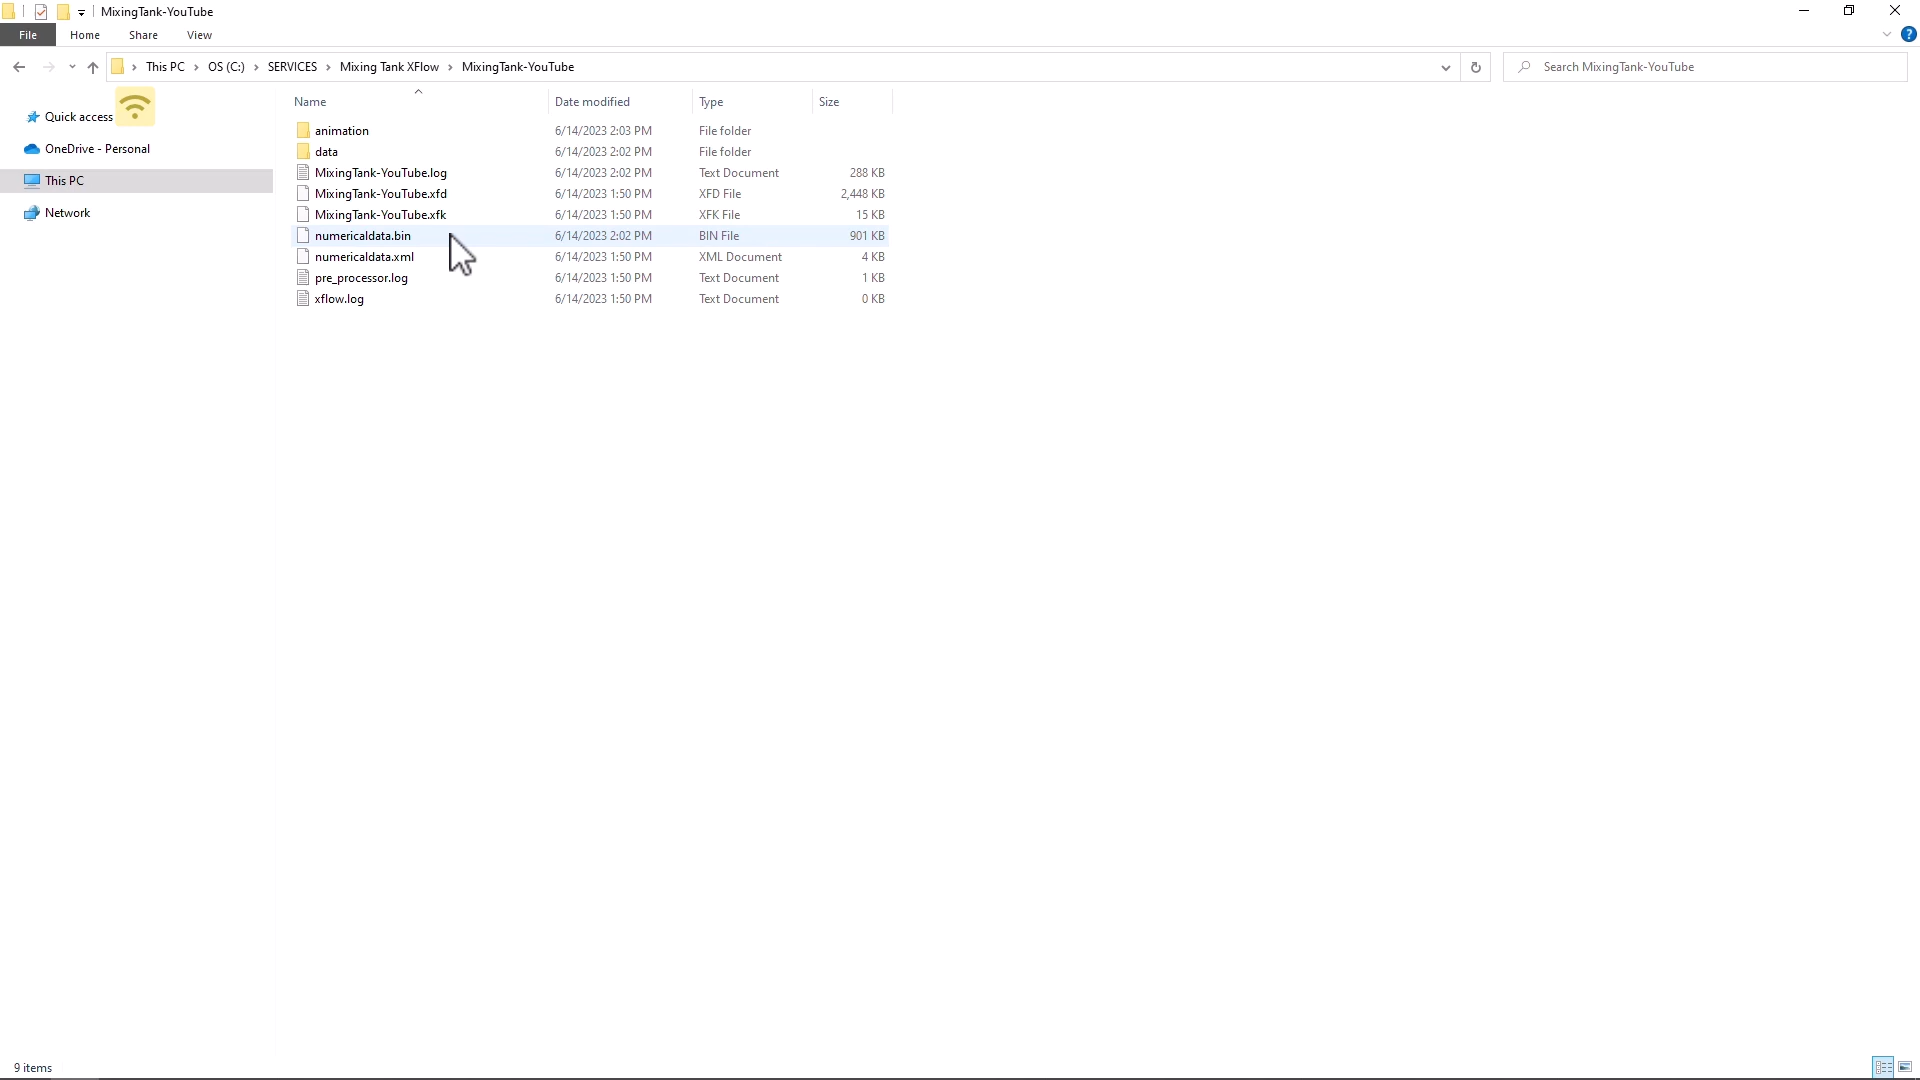 MixingTank-YouTube
File Home Share View
This PC > OS (C:) > SERVICES > Mixing Tank XFlow > MixingTank-YouTube
Search MixingTank-YouTube
Quick access
OneDrive - Personal
This PC
Network
Name Date modified Type Size
animation 6/14/2023 2:03 PM File folder
data 6/14/2023 2:02 PM File folder
MixingTank-YouTube.log 6/14/2023 2:02 PM Text Document 288 KB
MixingTank-YouTube.xfd 6/14/2023 1:50 PM XFD File 2,448 KB
MixingTank-YouTube.xfk 6/14/2023 1:50 PM XFK File 15 KB
numericaldata.bin 6/14/2023 2:02 PM BIN File 901 KB
numericaldata.xml 6/14/2023 1:50 PM XML Document 4 KB
pre_processor.log 6/14/2023 1:50 PM Text Document 1 KB
xflow.log 6/14/2023 1:50 PM Text Document 0 KB
9 items